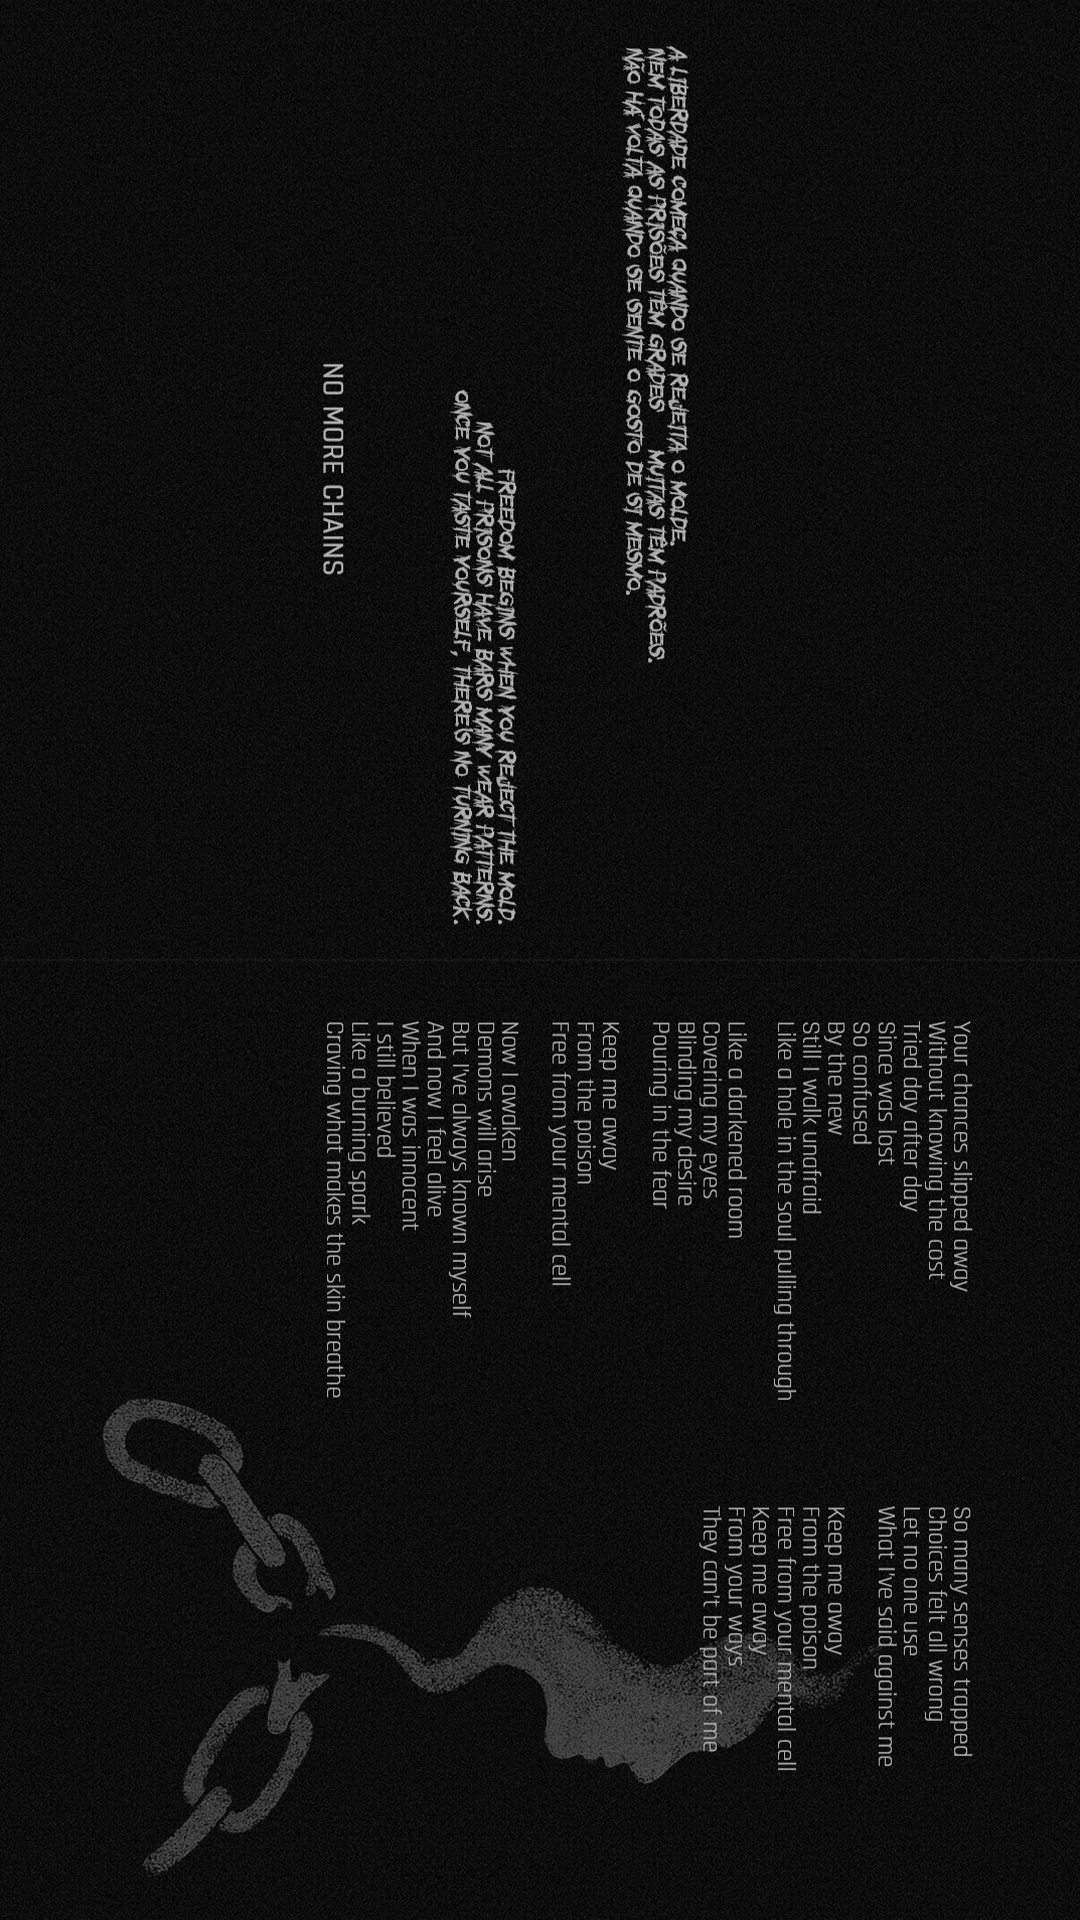 A LIBERDADE COMEÇA QUANDO SE REJEITA O MOLDE.
NEM TODAS AS PRISÕES TÊM GRADES MUITAS TÊM PADRÕES.
NÃO HÁ VOLTA QUANDO SE SENTE O GOSTO DE SI MESMO.
FREEDOM BEGINS WHEN YOU REJECT THE MOLD.
NOT ALL PRISONS HAVE BARS MANY WEAR PATTERNS.
ONCE YOU TASTE YOURSELF, THERE'S NO TURNING BACK.
NO MORE CHAINS
Your chances slipped away
Without knowing the cost
Tried day after day
Since was lost
So confused
By the new
Still I walk unafraid
Like a hole in the soul pulling through
Like a darkened room
Covering my eyes
Blinding my desire
Pouring in the fear
Keep me away
From the poison
Free from your mental cell
Now I awaken
Demons will arise
But I've always known myself
And now I feel alive
When I was innocent
I still believed
Like a burning spark
Craving what makes the skin breathe
So many senses trapped
Choices felt all wrong
Let no one use
What I've said against me
Keep me away
From the poison
Free from your mental cell
Keep me away
From your ways
They can't be part of me